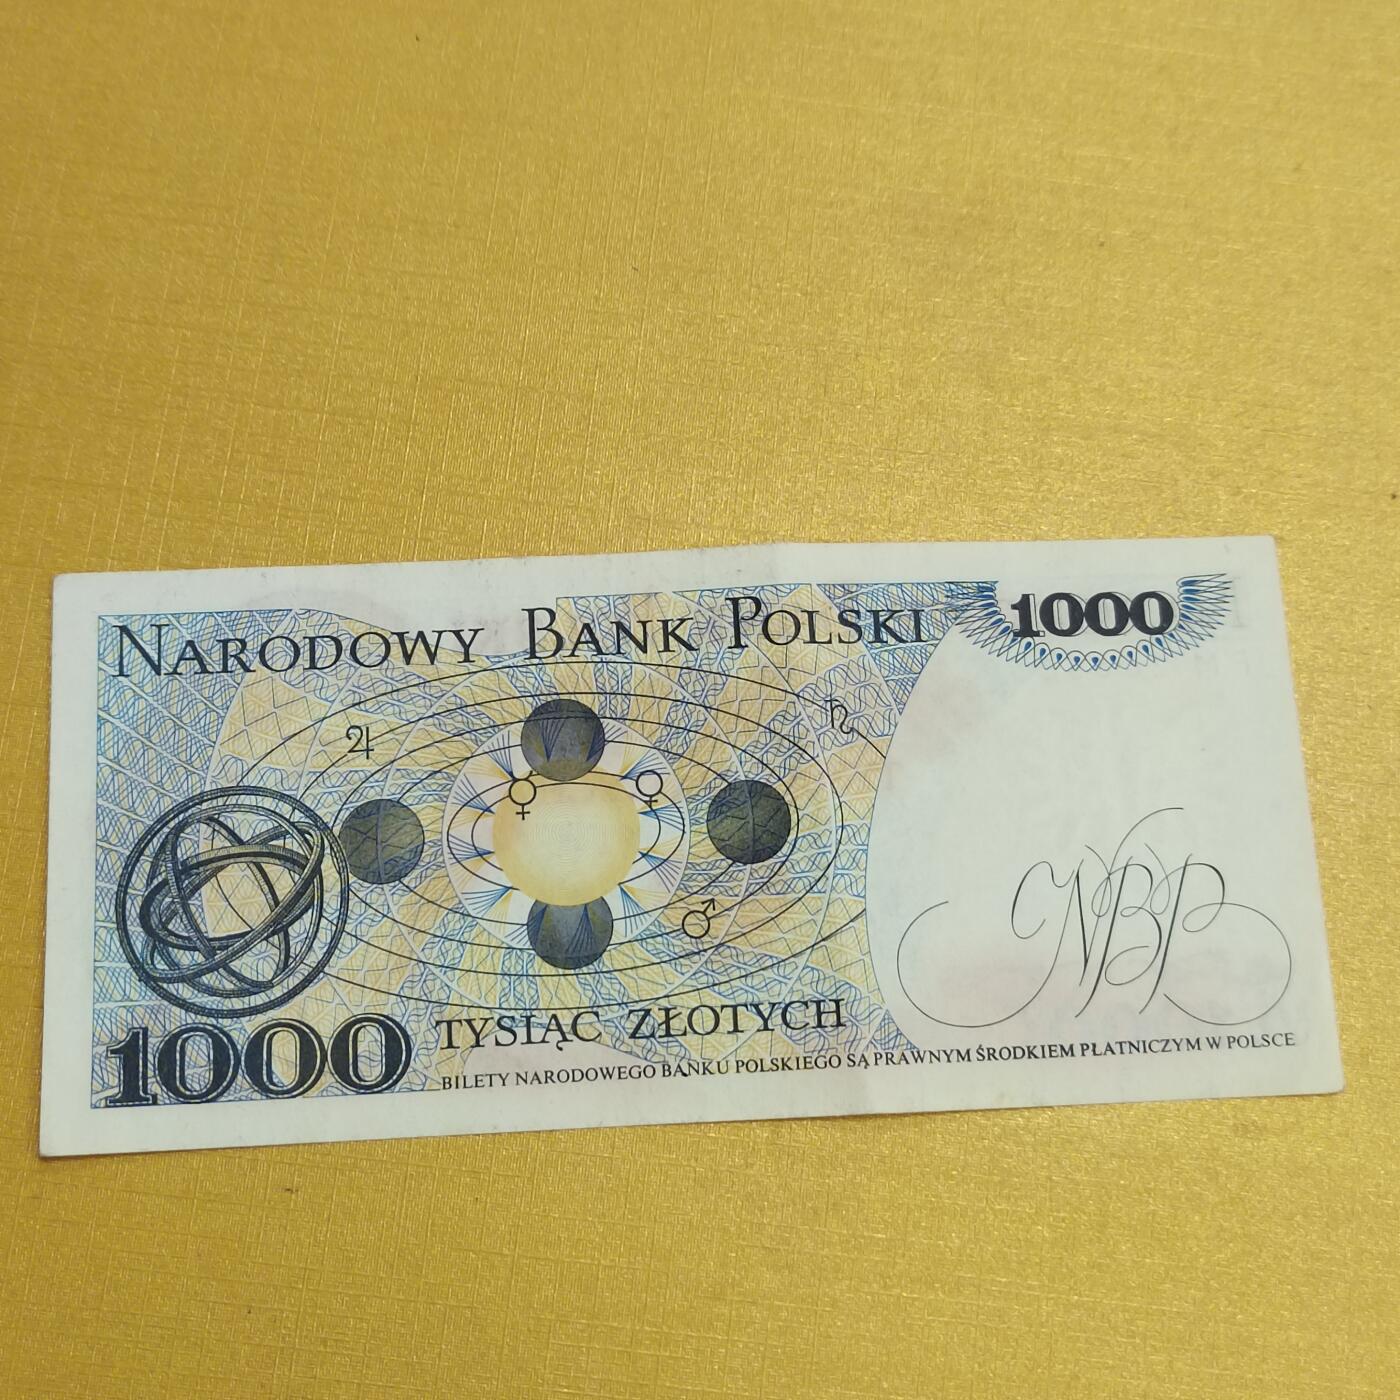 NARODOWY BANK POLSKI
1000
♃
♄
☿
♀
♂
NBP
1000
TYSIĄC ZŁOTYCH
BILETY NARODOWEGO BANKU POLSKIEGO SĄ PRAWNYM ŚRODKIEM PŁATNICZYM W POLSCE